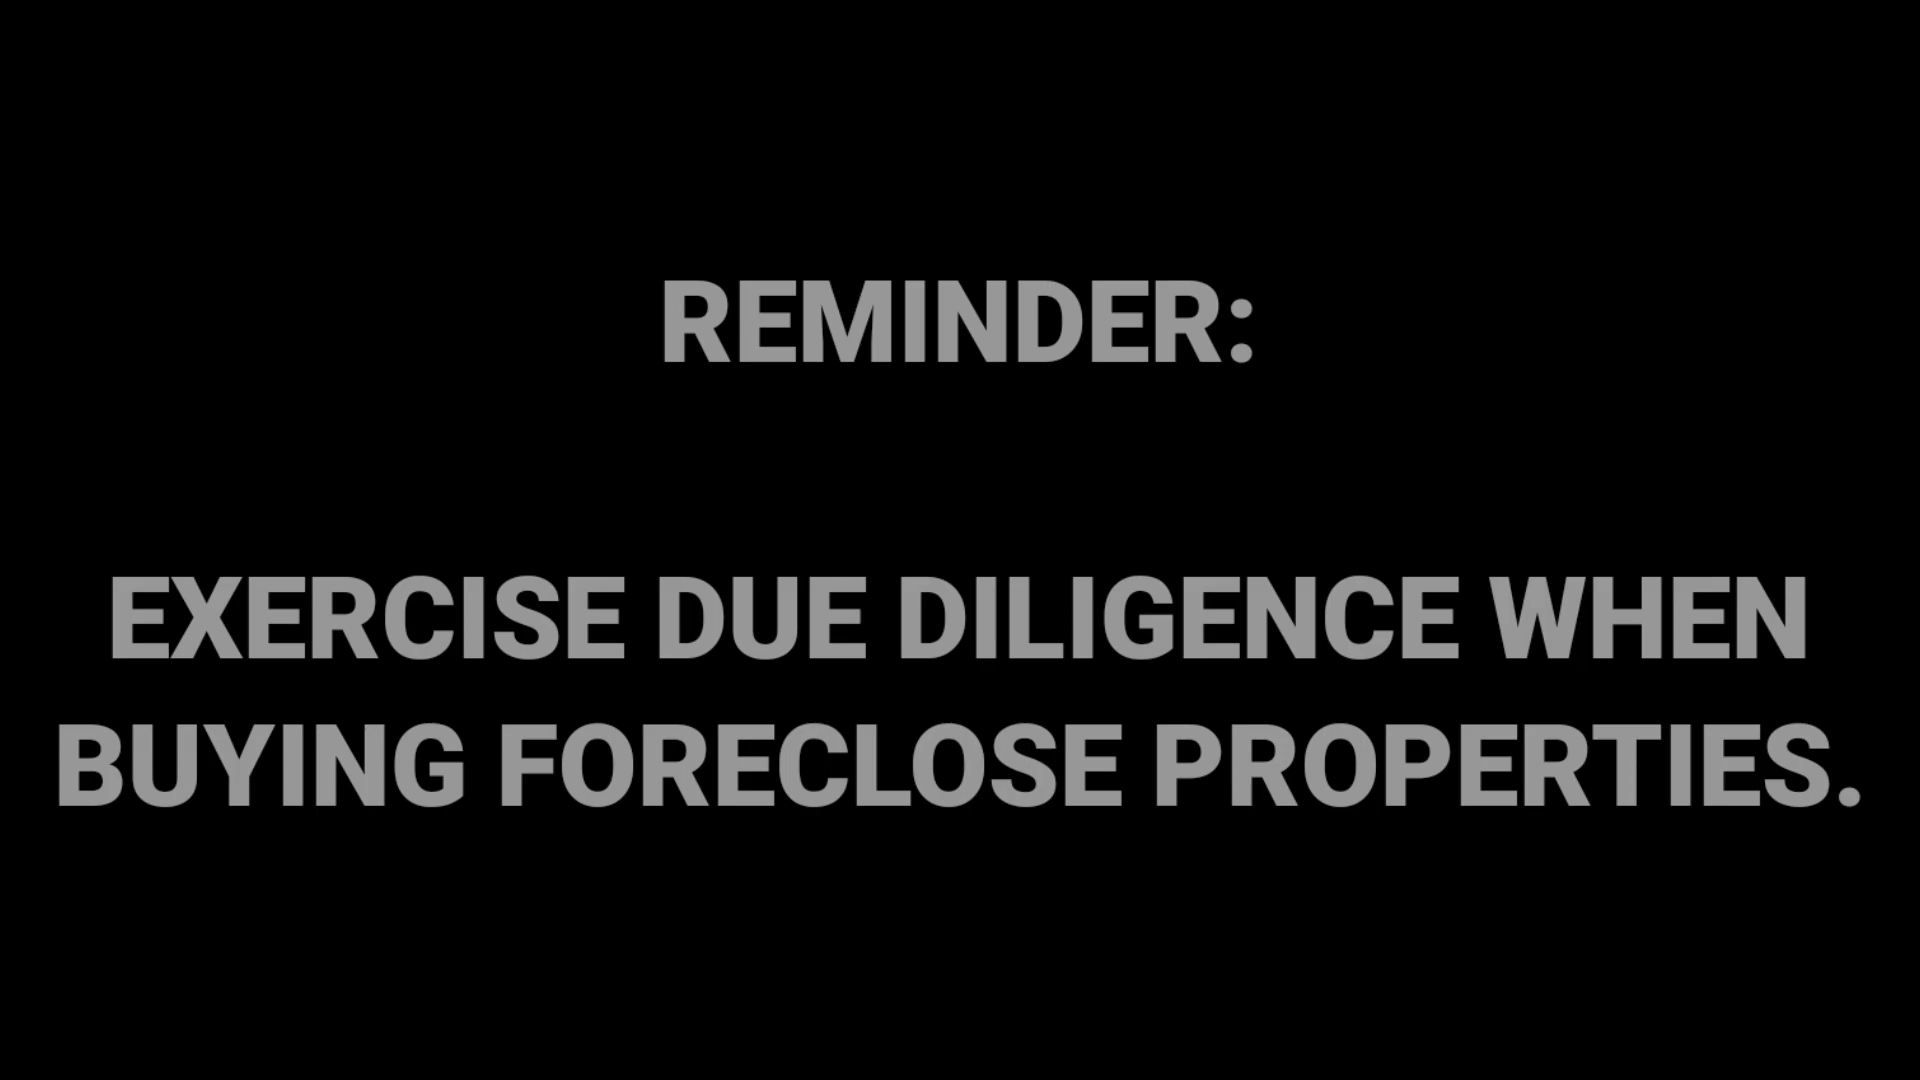 REMINDER:
EXERCISE DUE DILIGENCE WHEN
BUYING FORECLOSE PROPERTIES.